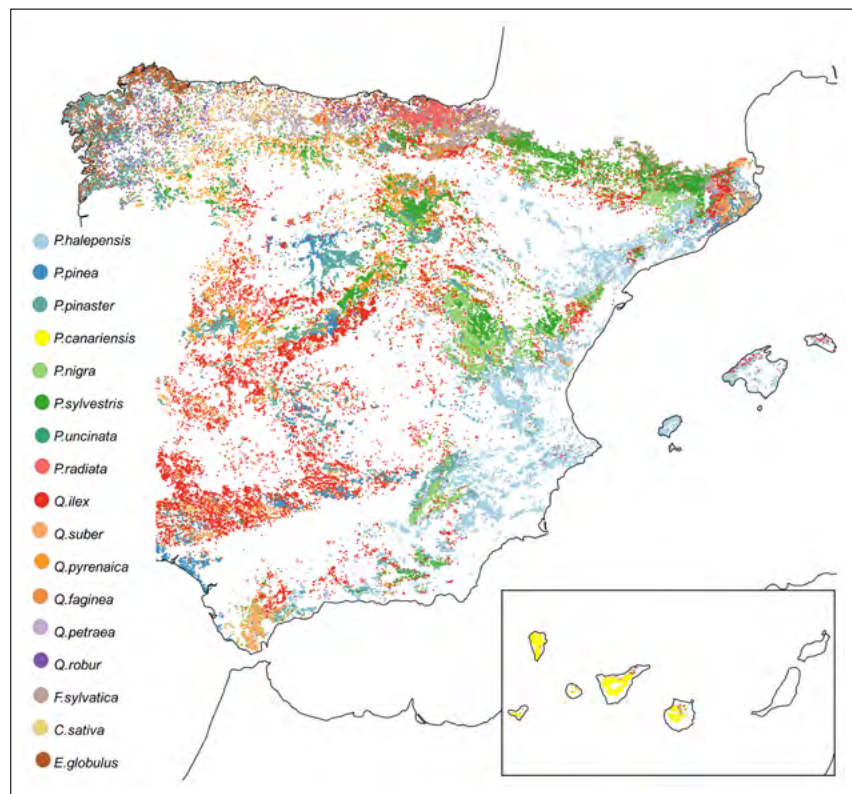 P.halepensis
P.pinea
P.pinaster
P.canariensis
P.nigra
P.sylvestris
P.uncinata
P.radiata
Q.ilex
Q.suber
Q.pyrenaica
Q.faginea
Q.petraea
Q.robur
F.sylvatica
C.sativa
E.globulus